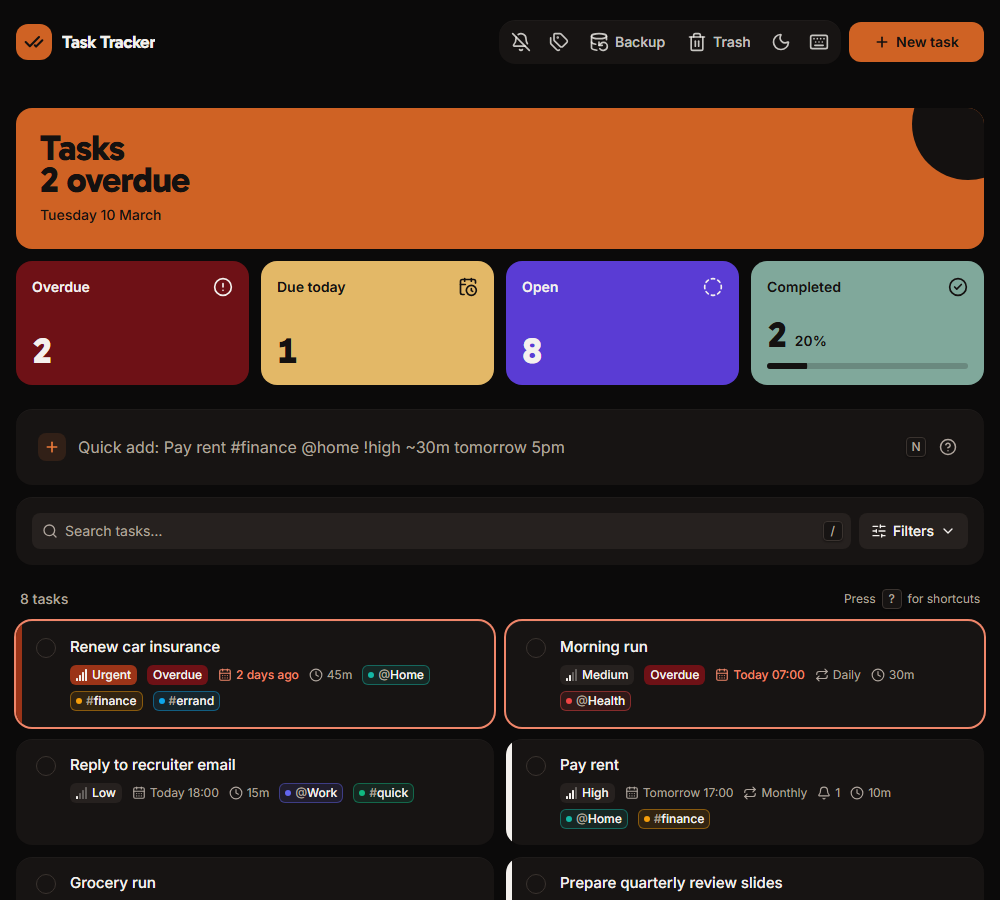 Task Tracker
Backup
Trash
New task
Tasks
2 overdue
Tuesday 10 March
Overdue
2
Due today
1
Open
8
Completed
2 20%
Quick add: Pay rent #finance @home !high ~30m tomorrow 5pm
N
Search tasks...
/
Filters
8 tasks
Press ? for shortcuts
Renew car insurance
Urgent Overdue 2 days ago 45m @Home
#finance #errand
Morning run
Medium Overdue Today 07:00 Daily 30m
@Health
Reply to recruiter email
Low Today 18:00 15m @Work #quick
Pay rent
High Tomorrow 17:00 Monthly 1 10m
@Home #finance
Grocery run
Prepare quarterly review slides